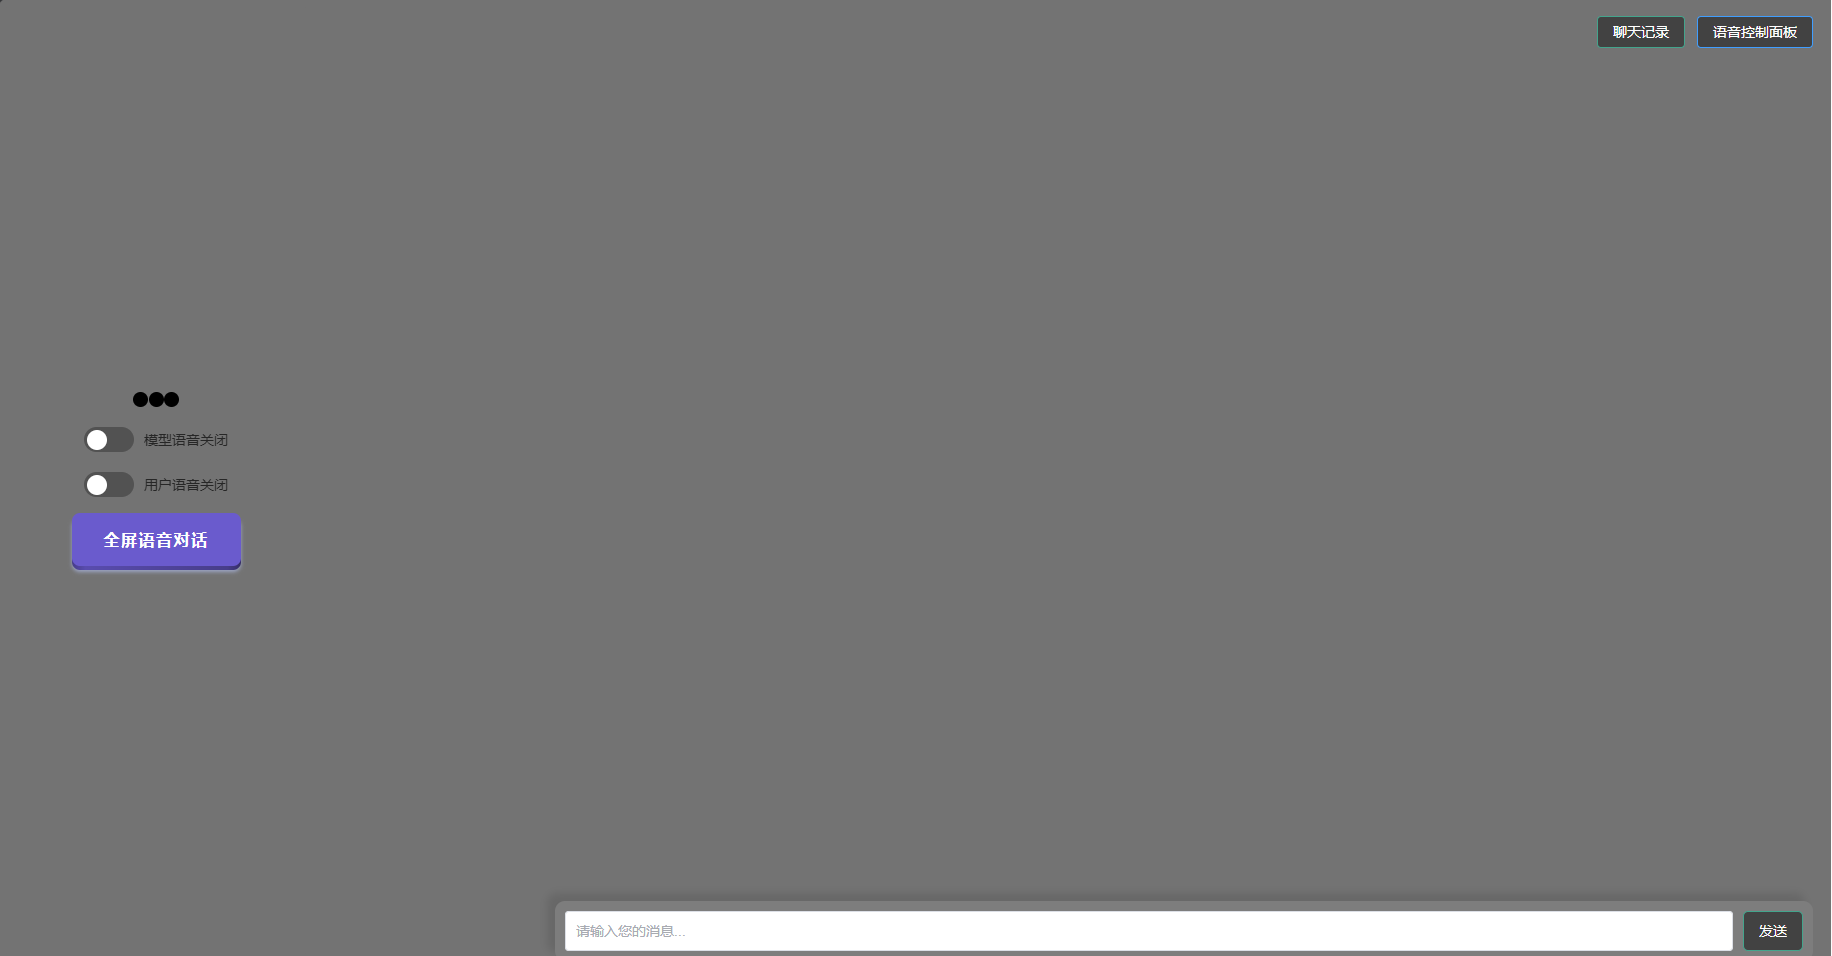 聊天记录
语音控制面板
模型语音关闭
用户语音关闭
全屏语音对话
请输入您的消息...
发送